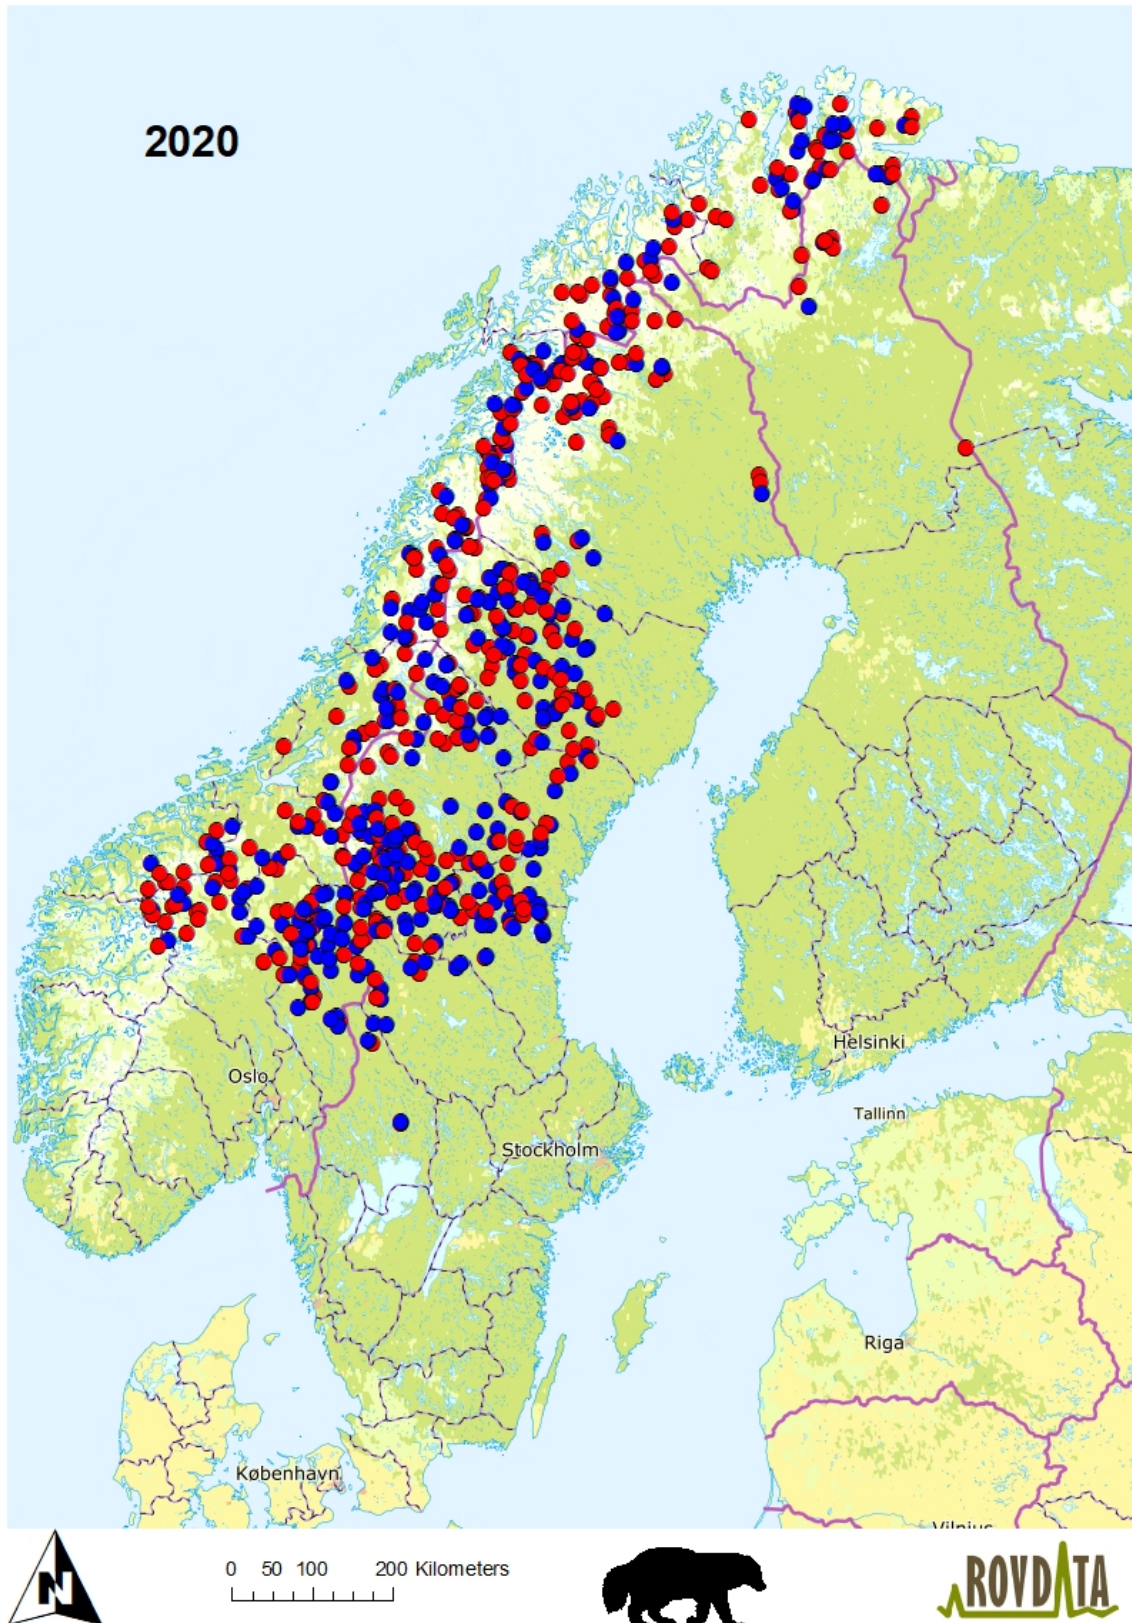 2020
Helsinki
Oslo
Tallinn
Stockholm
Riga
København
Vilnius
0 50 100 200 Kilometers
N
ROVDATA